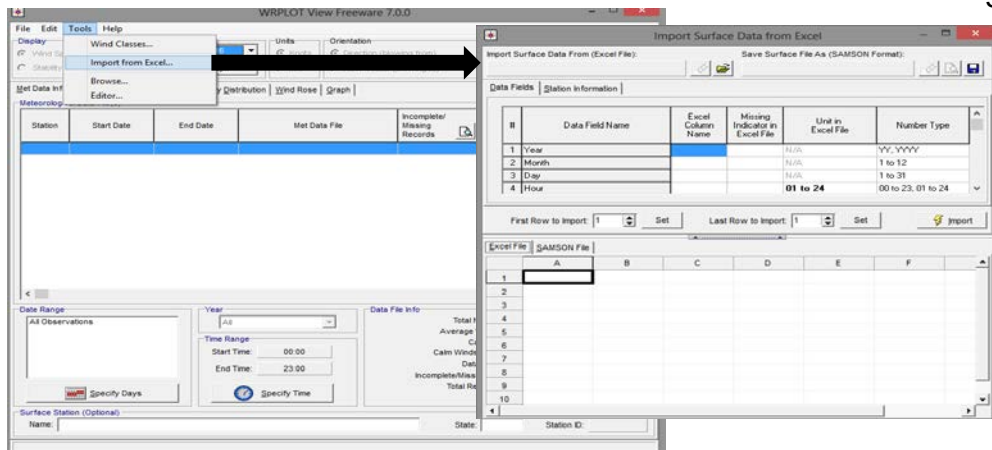 WRPLOT View Freeware 7.0.0
File Edit Tools Help
Display
Units
Orientation
Wind Classes...
Import from Excel...
Browse...
Editor...
Met Data Inf
Distribution Wind Rose Graph
Station Start Date End Date Met Data File Incomplete/ Missing Records
Date Range
All Observations
Specify Days
Year
All
Time Range
Start Time: 00:00
End Time: 23:00
Specify Time
Data File Info
Total
Average
Calm Winds
Incomplete/Miss
Total Re
Surface Station (Optional)
Name: State: Station ID:
Import Surface Data from Excel
Import Surface Data From (Excel File): Save Surface File As (SAMSON Format):
Data Fields Station Information
# Data Field Name Excel Column Name Missing Indicator in Excel File Unit in Excel File Number Type
1 Year N/A YY, YYYY
2 Month N/A 1 to 12
3 Day N/A 1 to 31
4 Hour 01 to 24 00 to 23, 01 to 24
First Row to Import: 1 Set Last Row to Import: 1 Set Import
Excel File SAMSON File
A B C D E F
1
2
3
4
5
6
7
8
9
10